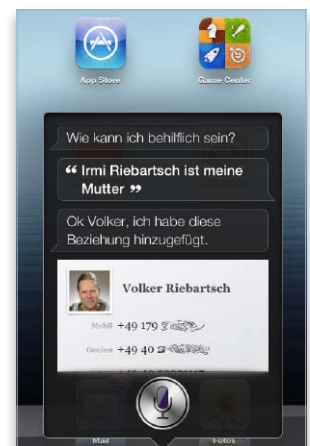 App Store
Game Center
Wie kann ich behilflich sein?
“ Irmi Riebartsch ist meine
Mutter ”
Ok Volker, ich habe diese
Beziehung hinzugefügt.
Volker Riebartsch
Mobil +49 179
+49 40
Mail
Fotos